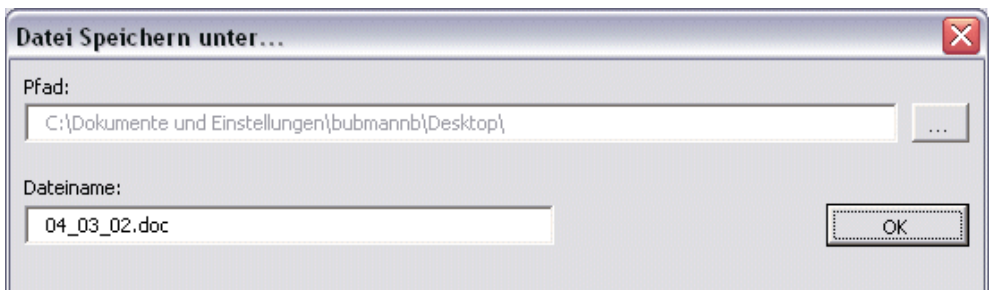 Datei Speichern unter...
Pfad:
C:\Dokumente und Einstellungen\bubmannb\Desktop\
...
Dateiname:
04_03_02.doc
OK